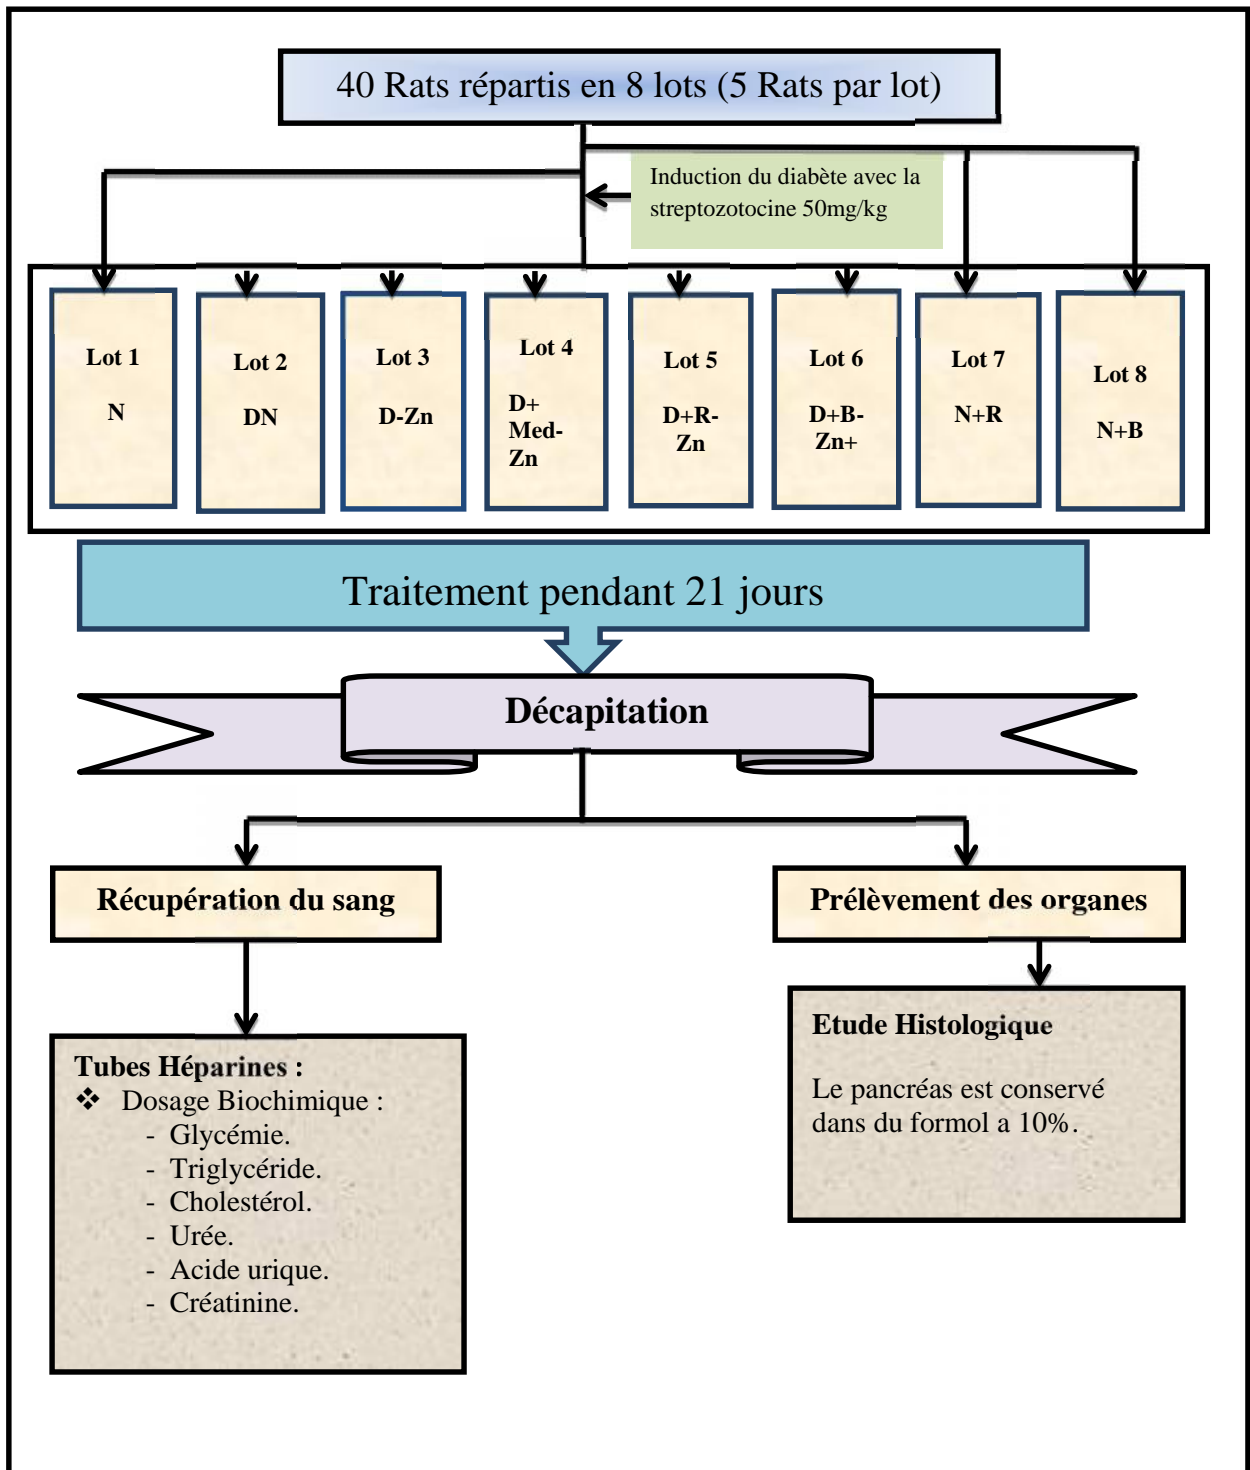 40 Rats répartis en 8 lots (5 Rats par lot)
Induction du diabète avec la
streptozotocine 50mg/kg
Lot 1
N
Lot 2
DN
Lot 3
D-Zn
Lot 4
D+
Med-
Zn
Lot 5
D+R-
Zn
Lot 6
D+B-
Zn+
Lot 7
N+R
Lot 8
N+B
Traitement pendant 21 jours
Décapitation
Récupération du sang
Prélèvement des organes
Tubes Héparines :
❖ Dosage Biochimique :
- Glycémie.
- Triglycéride.
- Cholestérol.
- Urée.
- Acide urique.
- Créatinine.
Etude Histologique
Le pancréas est conservé
dans du formol a 10%.